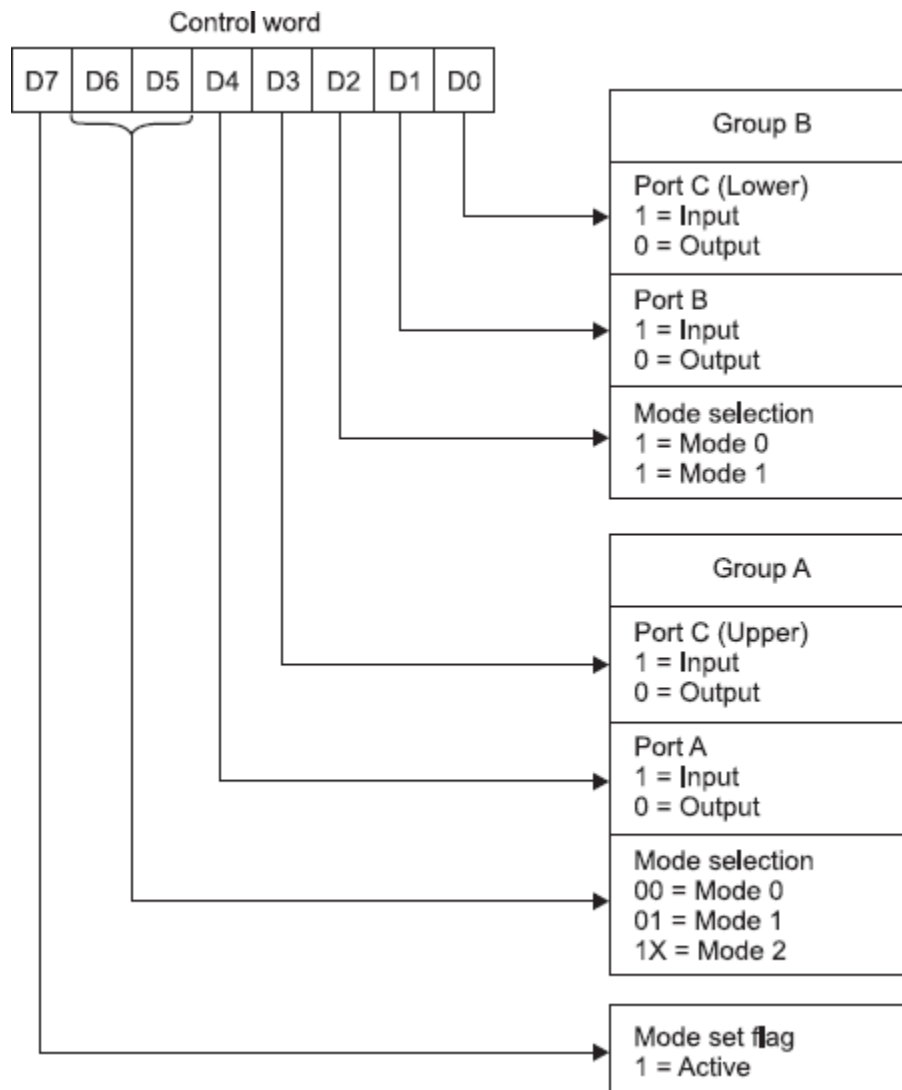 Control word
D7 D6 D5 D4 D3 D2 D1 D0
Group B
Port C (Lower)
1 = Input
0 = Output
Port B
1 = Input
0 = Output
Mode selection
1 = Mode 0
1 = Mode 1
Group A
Port C (Upper)
1 = Input
0 = Output
Port A
1 = Input
0 = Output
Mode selection
00 = Mode 0
01 = Mode 1
1X = Mode 2
Mode set flag
1 = Active